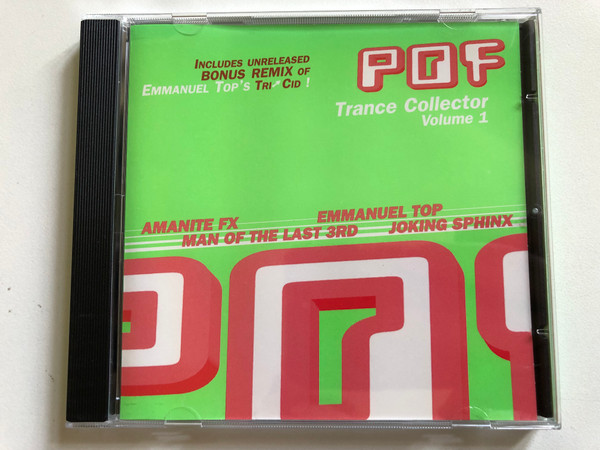 INCLUDES UNRELEASED
BONUS REMIX OF
EMMANUEL TOP'S TRI CID !
POF
Trance Collector
Volume 1
EMMANUEL TOP
AMANITE FX
MAN OF THE LAST 3RD
JOKING SPHINX